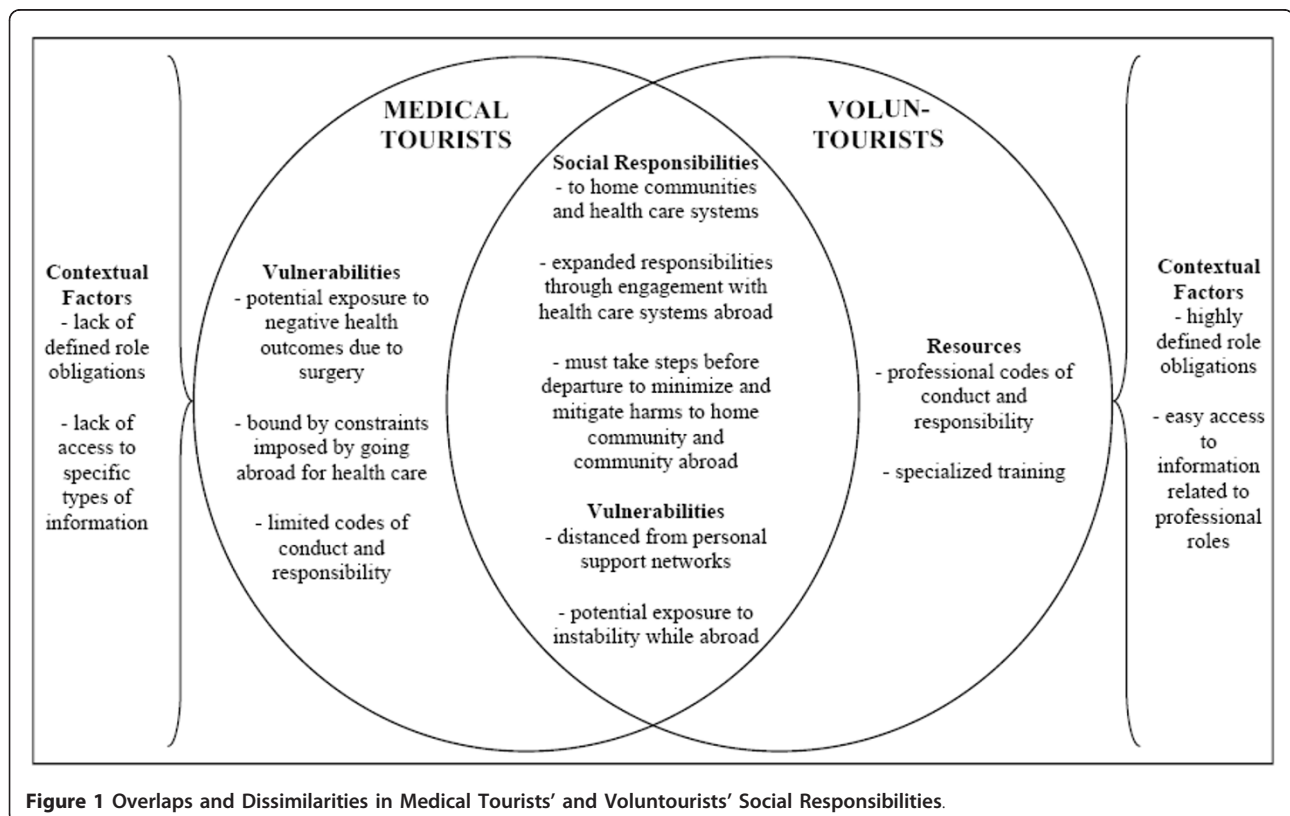 MEDICAL
TOURISTS
VOLUN-
TOURISTS
Contextual
Factors
- lack of
defined role
obligations
- lack of
access to
specific
types of
information
Vulnerabilities
- potential exposure to
negative health
outcomes due to
surgery
- bound by constraints
imposed by going
abroad for health care
- limited codes of
conduct and
responsibility
Social Responsibilities
- to home communities
and health care systems
- expanded responsibilities
through engagement with
health care systems abroad
- must take steps before
departure to minimize and
mitigate harms to home
community and
community abroad
Vulnerabilities
- distanced from personal
support networks
- potential exposure to
instability while abroad
Resources
- professional codes of
conduct and
responsibility
- specialized training
Contextual
Factors
- highly
defined role
obligations
- easy access
to
information
related to
professional
roles
Figure 1 Overlaps and Dissimilarities in Medical Tourists' and Voluntourists' Social Responsibilities.